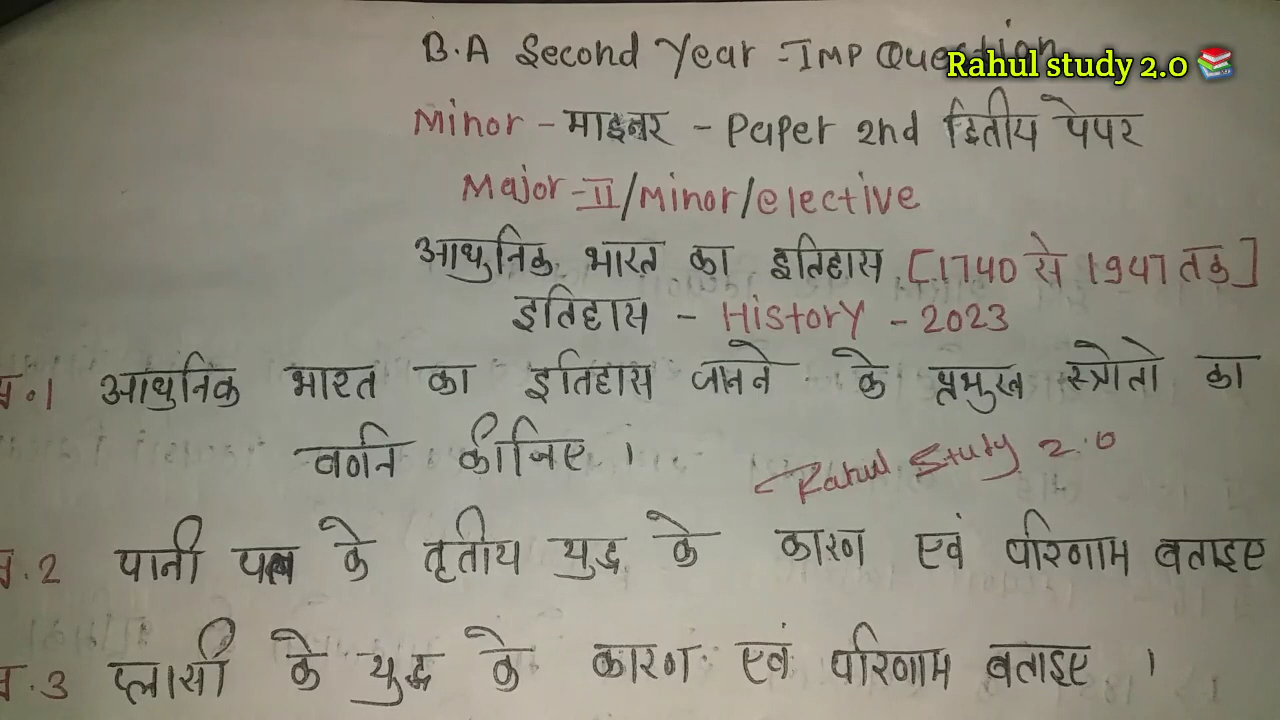 B.A Second Year - IMP Question
Rahul study 2.0
Minor - माइनर - Paper 2nd द्वितीय पेपर
Major - II/Minor/elective
आधुनिक भारत का इतिहास [1740 से 1947 तक]
इतिहास - History - 2023
प्र.1 आधुनिक भारत का इतिहास जानने के प्रमुख स्त्रोतो का
वर्णन कीजिए ।
Rahul Study 2.0
प्र.2 पानी पत के तृतीय युद्ध के कारण एवं परिणाम बताइए
प्र.3 प्लासी के युद्ध के कारण एवं परिणाम बताइए ।